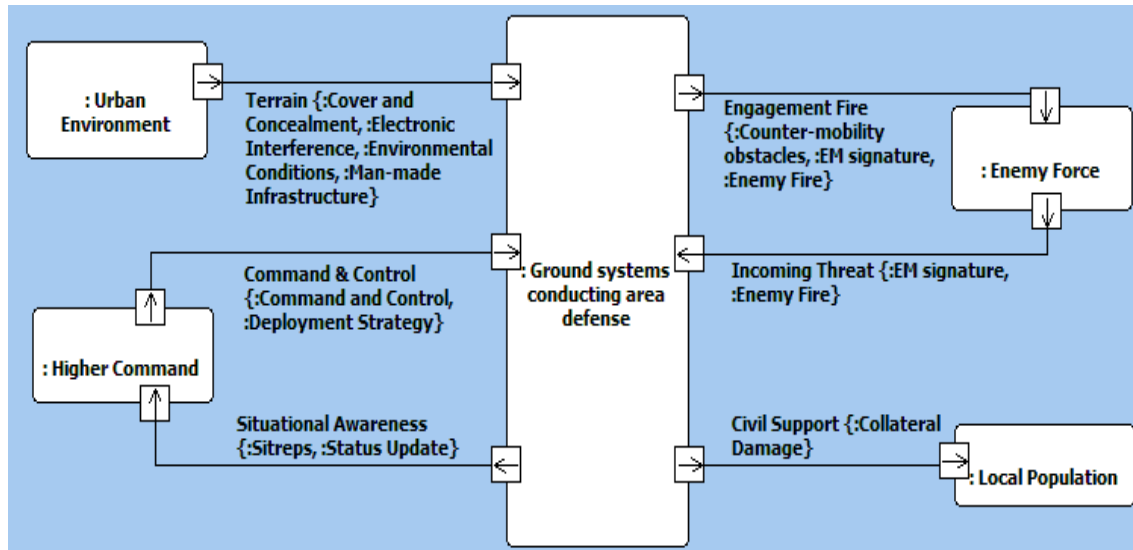 : Urban
Environment
Terrain {:Cover and
Concealment, :Electronic
Interference, :Environmental
Conditions, :Man-made
Infrastructure}
Engagement Fire
{:Counter-mobility
obstacles, :EM signature,
:Enemy Fire}
: Enemy Force
Command & Control
{:Command and Control,
:Deployment Strategy}
: Ground systems
conducting area
defense
Incoming Threat {:EM signature,
:Enemy Fire}
: Higher Command
Situational Awareness
{:Sitreps, :Status Update}
Civil Support {:Collateral
Damage}
: Local Population